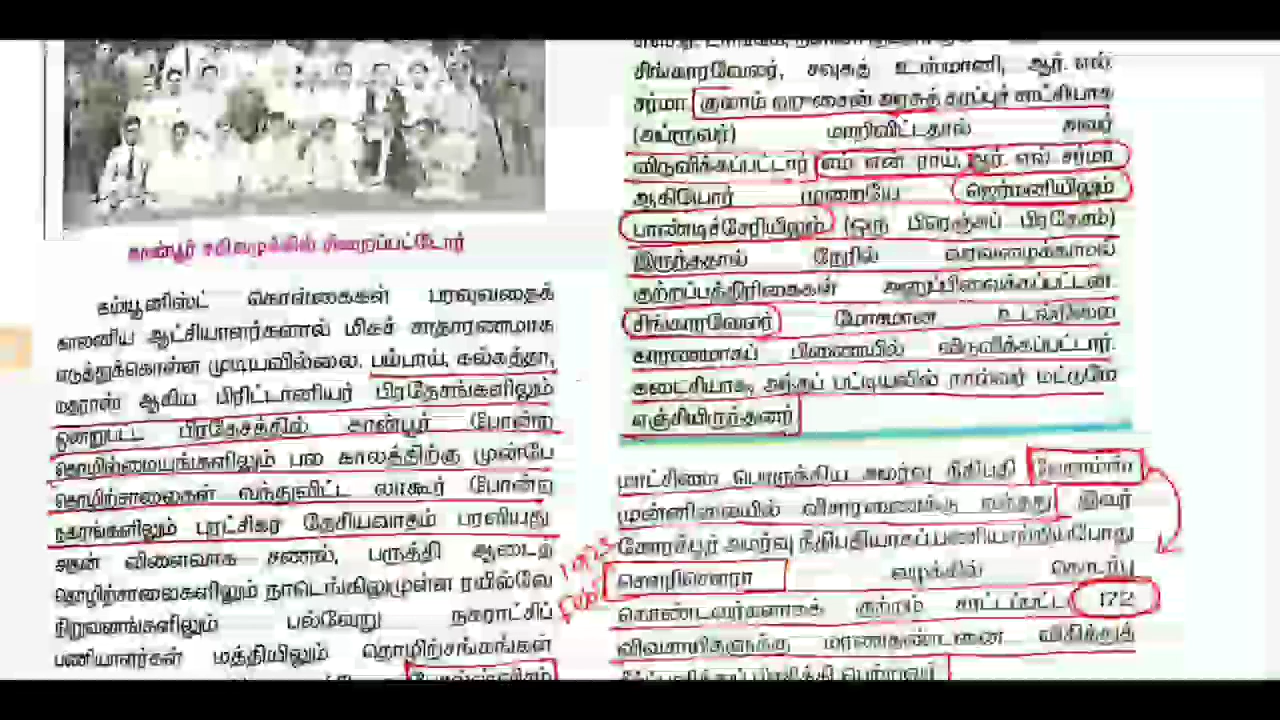 கான்பூர் சதிவழக்கில் சிறைப்பட்டோர்
கம்யூனிஸ்ட் கொள்கைகள் பரவுவதைக்
காலனிய ஆட்சியாளர்களால் மிகச் சாதாரணமாக
எடுத்துக்கொள்ள முடியவில்லை. பம்பாய், கல்கத்தா,
மதராஸ் ஆகிய பிரிட்டானியர் பிரதேசங்களிலும்
ஒன்றுபட்ட பிரதேசத்தில் கான்பூர் போன்ற
தொழில்மையங்களிலும் பல காலத்திற்கு முன்பே
தொழிற்சாலைகள் வந்துவிட்ட லாகூர் போன்ற
நகரங்களிலும் புரட்சிகர தேசியவாதம் பரவியது
அதன் விளைவாக சணல், பருத்தி ஆடைத்
தொழிற்சாலைகளிலும் நாடெங்கிலுமுள்ள ரயில்வே
நிறுவனங்களிலும் பல்வேறு நகராட்சிப்
பணியாளர்கள் மத்தியிலும் தொழிற்சங்கங்கள்
சிங்காரவேலர், சவுகத் உஸ்மானி, ஆர். எல்
சர்மா, குலாம் ஹுசைன் அரசுத் தரப்புச் சாட்சியாக
(அப்ரூவர்) மாறிவிட்டதால் அவர்
விடுவிக்கப்பட்டார் எம் என் ராய், ஆர். எல் சர்மா
ஆகியோர் முறையே ஜெர்மனியிலும்
பாண்டிச்சேரியிலும் (ஒரு பிரெஞ்சுப் பிரதேசம்)
இருந்ததால் நேரில் வரவழைக்காமல்
குற்றப்பத்திரிகைகள் அனுப்பிவைக்கப்பட்டன.
சிங்காரவேலர் மோசமான உடல்நிலை
காரணமாகப் பிணையில் விடுவிக்கப்பட்டார்.
கடைசியாக, அந்தப் பட்டியலில் நால்வர் மட்டுமே
எஞ்சியிருந்தனர்
மாட்சிமை பொருந்திய அமர்வு நீதிபதி ஹோம்ஸ்
முன்னிலையில் விசாரணைக்கு வந்தது இவர்
கோரக்பூர் அமர்வு நீதிபதியாகப் பணியாற்றியபோது
சௌரிசௌரா வழக்கில் தொடர்பு
கொண்டவர்களாகக் குற்றம் சாட்டப்பட்ட 172
விவசாயிகளுக்கு மரணதண்டனை விதித்துத்